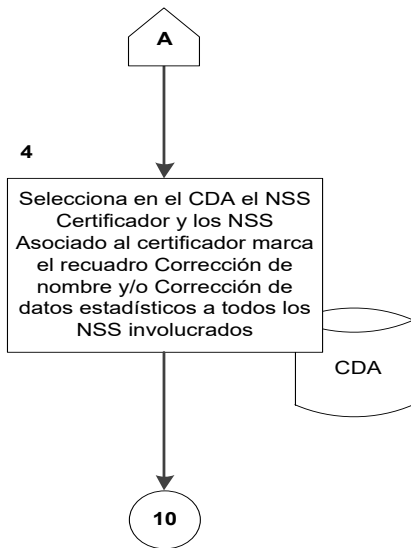 A
4
Selecciona en el CDA el NSS
Certificador y los NSS
Asociado al certificador marca
el recuadro Corrección de
nombre y/o Corrección de
datos estadísticos a todos los
NSS involucrados
CDA
10